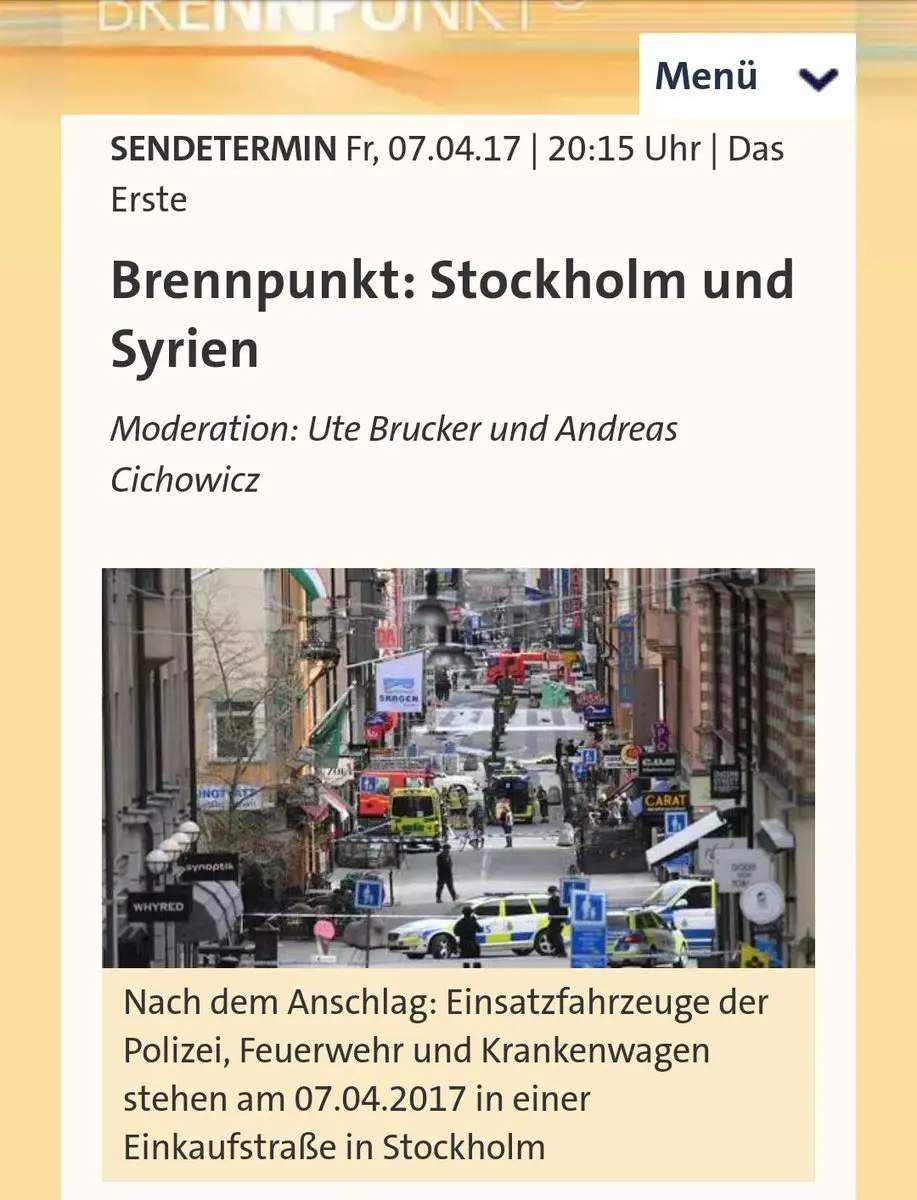 BRENNPUNKT
Menü
SENDETERMIN Fr, 07.04.17 | 20:15 Uhr | Das
Erste
Brennpunkt: Stockholm und
Syrien
Moderation: Ute Brucker und Andreas
Cichowicz
SKAGEN
CARAT
synoptik
WHYRED
Nach dem Anschlag: Einsatzfahrzeuge der
Polizei, Feuerwehr und Krankenwagen
stehen am 07.04.2017 in einer
Einkaufstraße in Stockholm